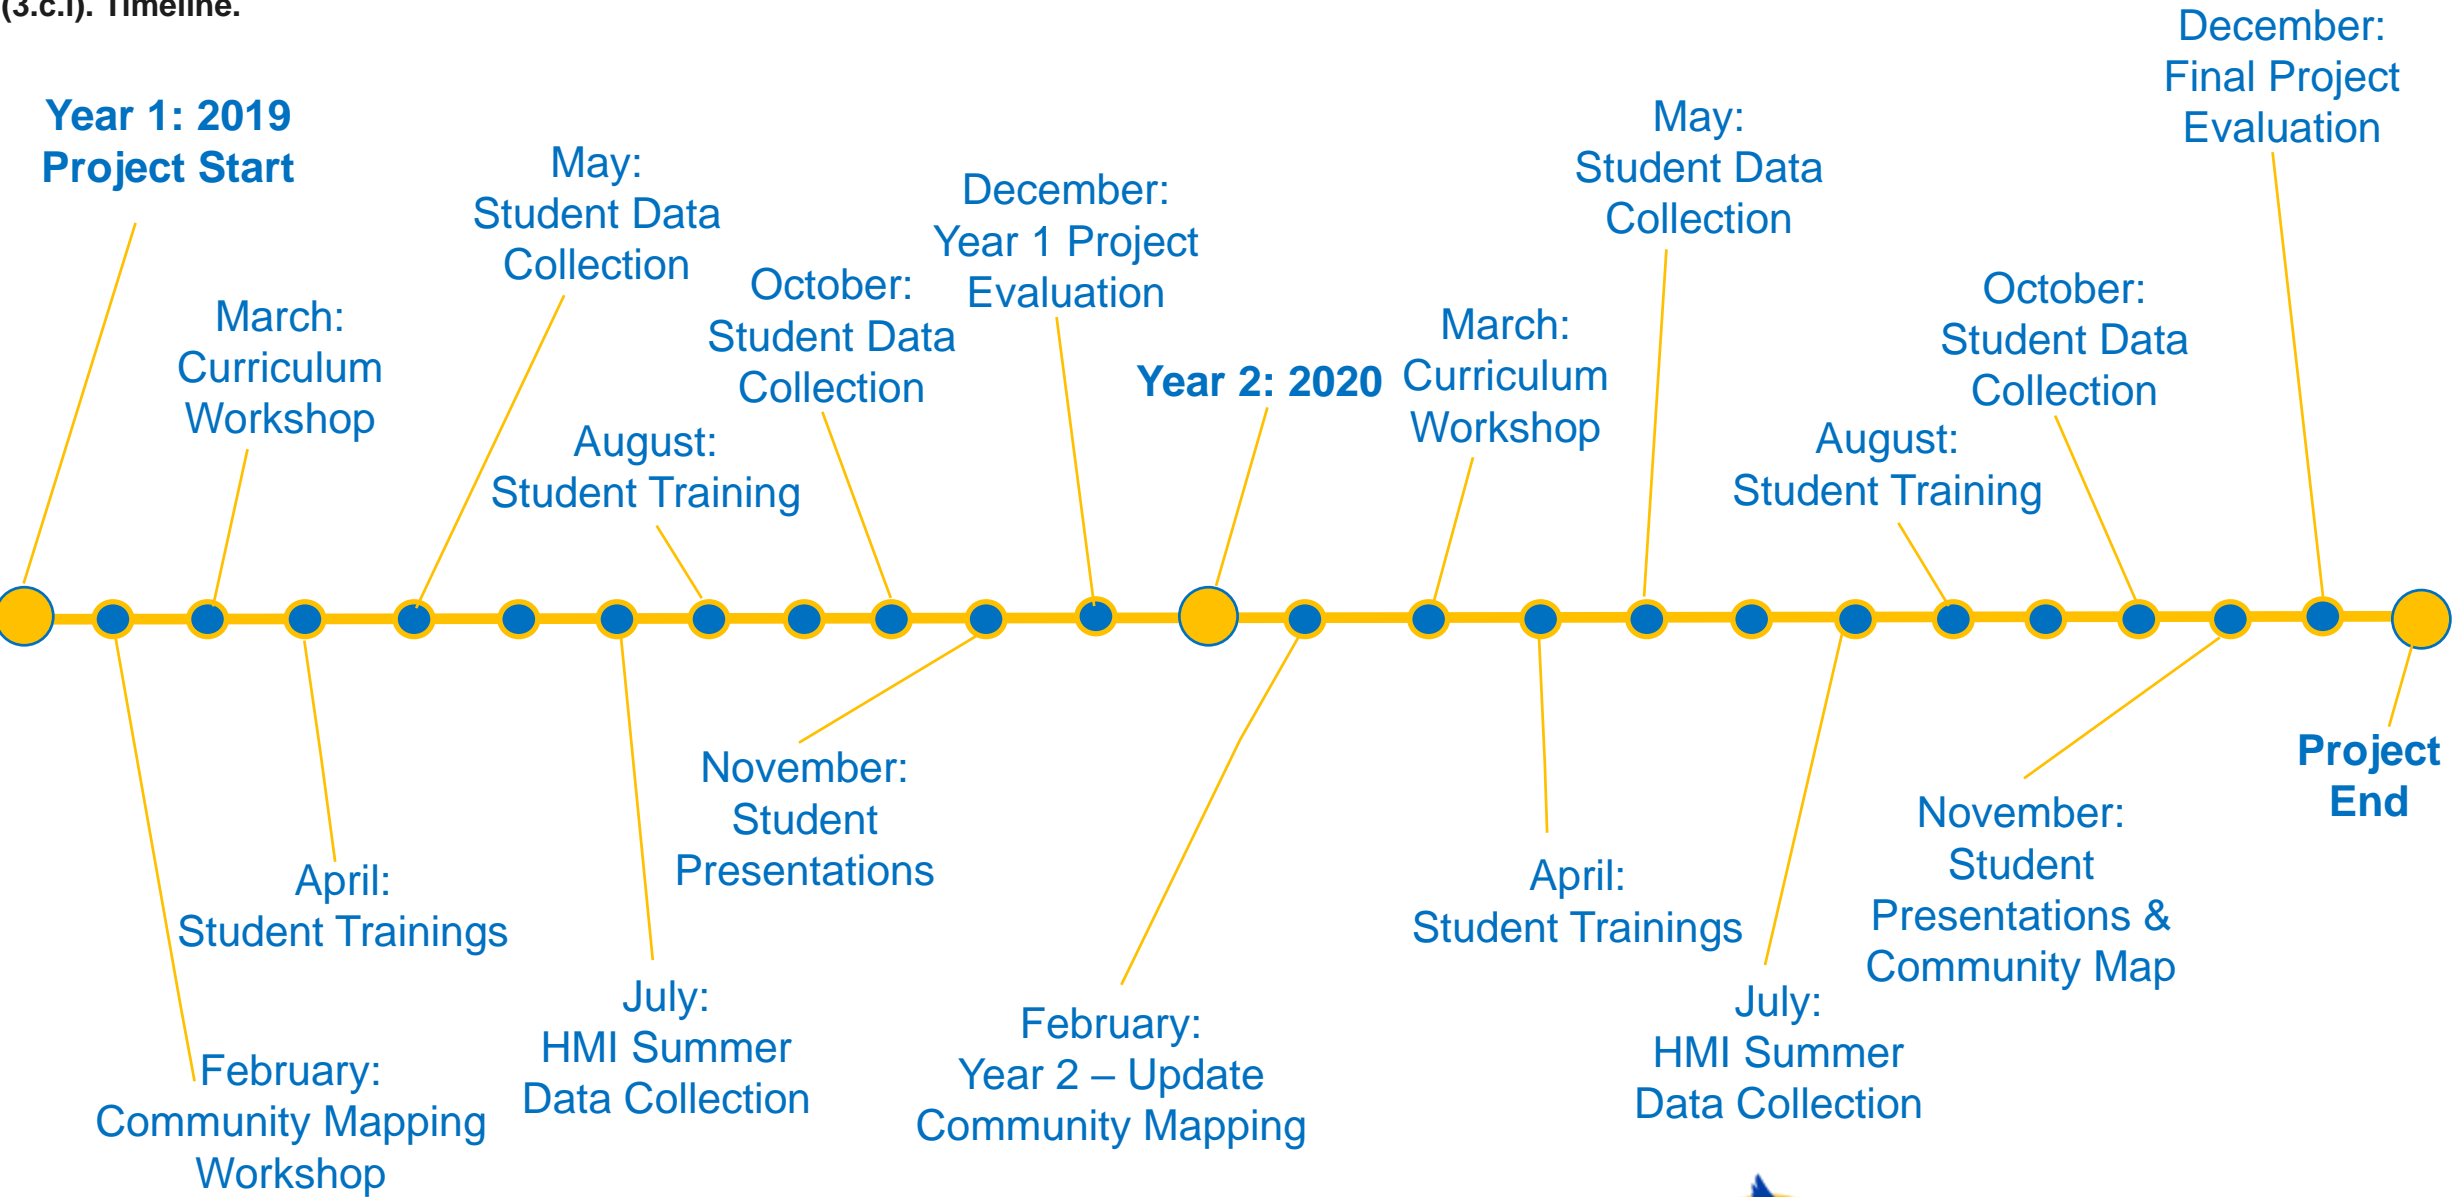 (3.c.i). Timeline.
Year 1: 2019
Project Start
March:
Curriculum
Workshop
May:
Student Data
Collection
August:
Student Training
October:
Student Data
Collection
December:
Year 1 Project
Evaluation
Year 2: 2020
March:
Curriculum
Workshop
May:
Student Data
Collection
August:
Student Training
October:
Student Data
Collection
December:
Final Project
Evaluation
February:
Community Mapping
Workshop
April:
Student Trainings
July:
HMI Summer
Data Collection
November:
Student
Presentations
February:
Year 2 – Update
Community Mapping
April:
Student Trainings
July:
HMI Summer
Data Collection
November:
Student
Presentations &
Community Map
Project
End